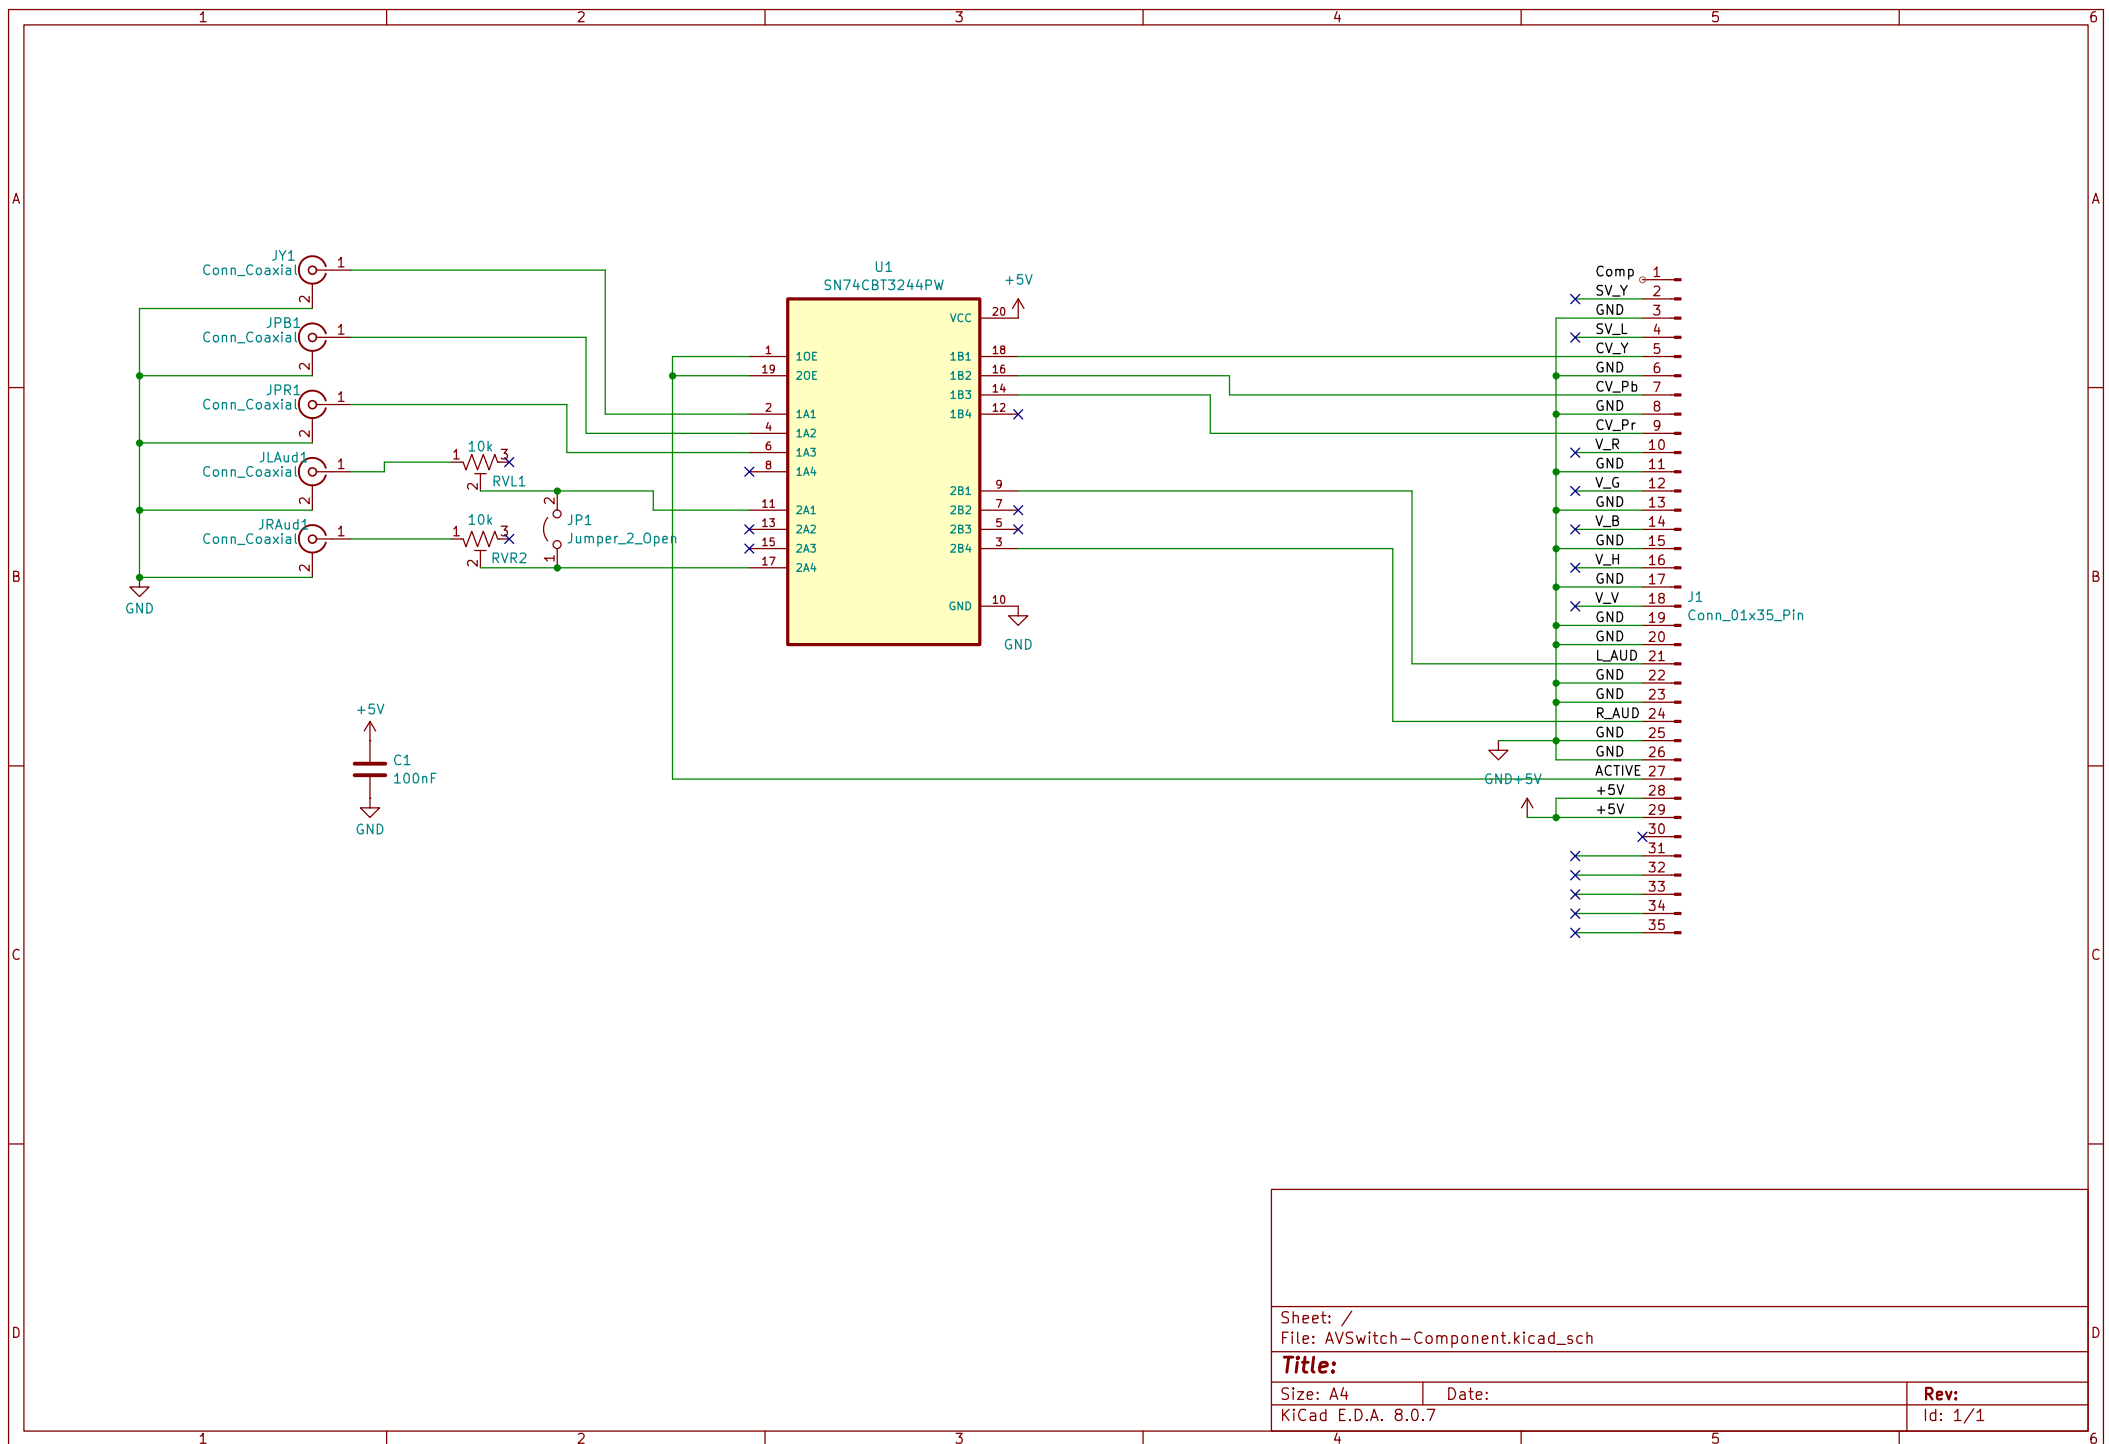 1 2 3 4 5 6
A A
B B
C C
D D
JY1
Conn_Coaxial
1
2
JPB1
Conn_Coaxial
1
2
JPR1
Conn_Coaxial
1
2
JLAud1
Conn_Coaxial
1
2
JRAud1
Conn_Coaxial
1
2
GND
10k
1 3
2
RVL1
10k
1 3
2
RVR2
2
JP1
Jumper_2_Open
1
+5V
C1
100nF
GND
U1
SN74CBT3244PW
+5V
VCC 20
1 1OE 1B1 18
19 2OE 1B2 16
1B3 14
2 1A1 1B4 12
4 1A2
6 1A3
8 1A4
2B1 9
11 2A1 2B2 7
13 2A2 2B3 5
15 2A3 2B4 3
17 2A4
GND 10
GND
Comp 1
SV_Y 2
GND 3
SV_L 4
CV_Y 5
GND 6
CV_Pb 7
GND 8
CV_Pr 9
V_R 10
GND 11
V_G 12
GND 13
V_B 14
GND 15
V_H 16
GND 17
V_V 18
GND 19
GND 20
L_AUD 21
GND 22
GND 23
R_AUD 24
GND 25
GND 26
ACTIVE 27
+5V 28
+5V 29
30
31
32
33
34
35
J1
Conn_01x35_Pin
GND
+5V
Sheet: /
File: AVSwitch-Component.kicad_sch
Title:
Size: A4 Date: Rev:
KiCad E.D.A. 8.0.7 Id: 1/1
1 2 3 4 5 6